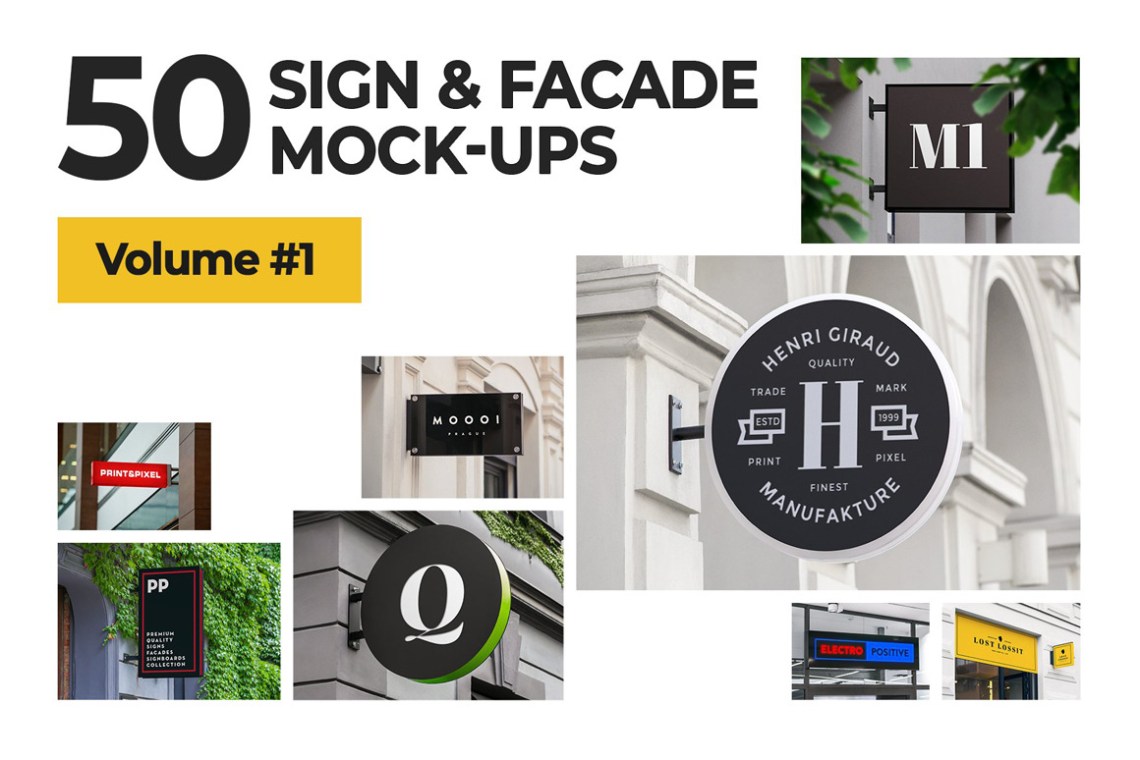 50 SIGN & FACADE
MOCK-UPS
Volume #1
M1
HENRI GIRAUD
QUALITY
TRADE MARK
ESTD H 1999
PRINT PIXEL
FINEST
MANUFAKTURE
MOOOI
PRAGUE
PRINT&PIXEL
PP
PREMIUM
QUALITY
SIGNS
FACADES
SIGNBOARDS
COLLECTION
Q
ELECTRO POSITIVE
LOST LOSSIT